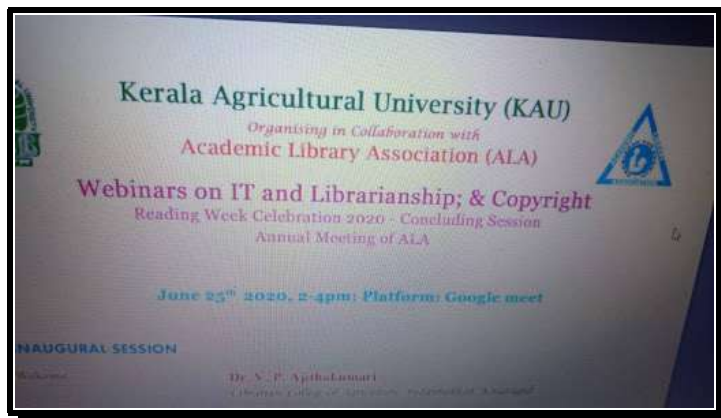 Kerala Agricultural University (KAU)
Organising in Collaboration with
Academic Library Association (ALA)
Webinars on IT and Librarianship; & Copyright
Reading Week Celebration 2020 - Concluding Session
Annual Meeting of ALA
June 25th 2020, 2-4pm; Platform: Google meet
NAUGURAL SESSION
Welcome
Dr. V. P. Ajithakumari